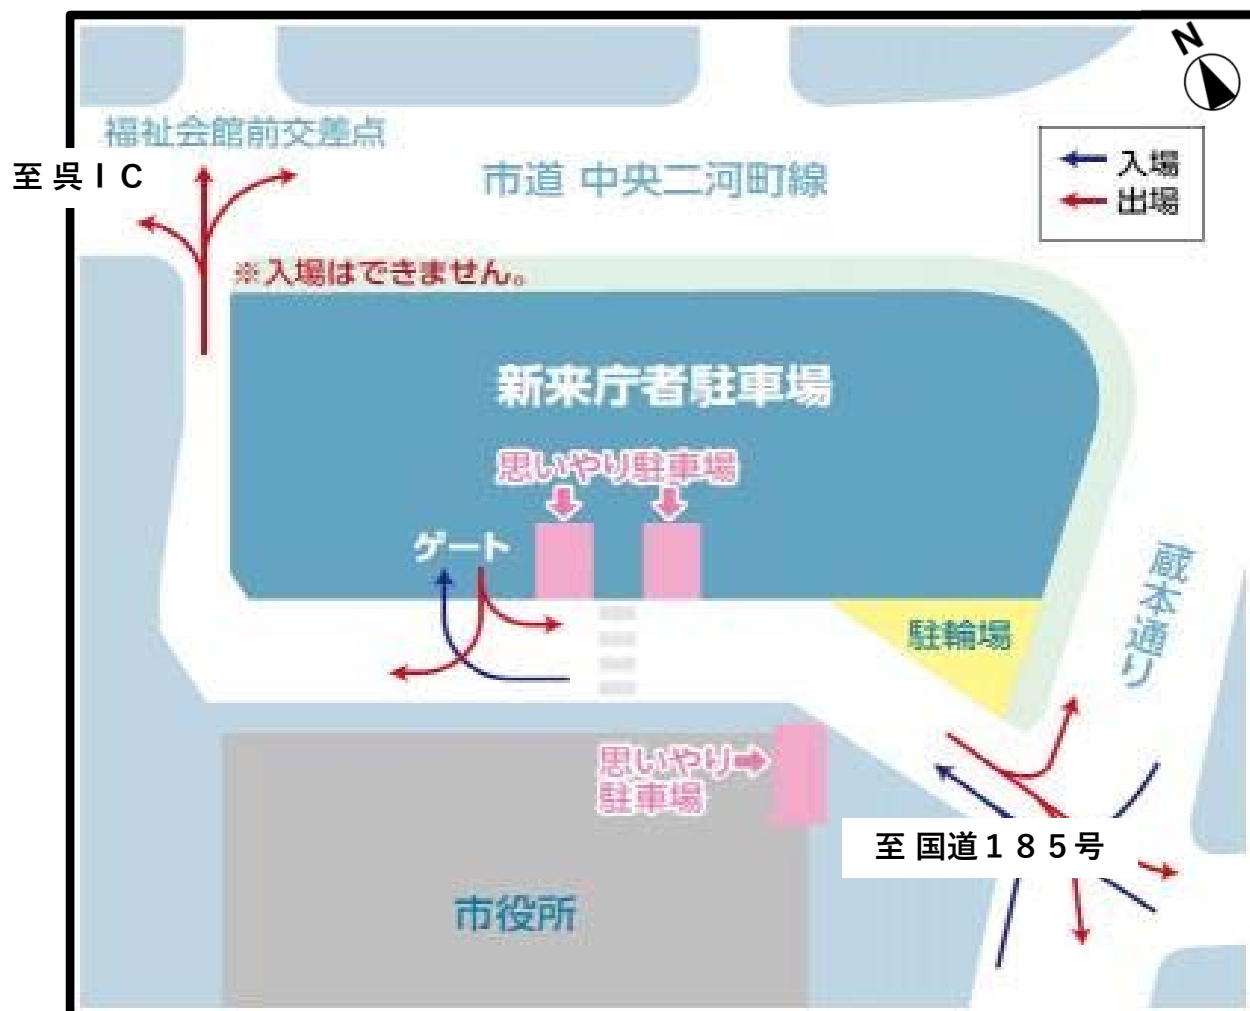 N
福祉会館前交差点
至 呉ＩＣ
市道 中央二河町線
入場
出場
※入場はできません。
新来庁者駐車場
思いやり駐車場
ゲート
蔵本通り
駐輪場
思いやり
駐車場
至 国道１８５号
市役所